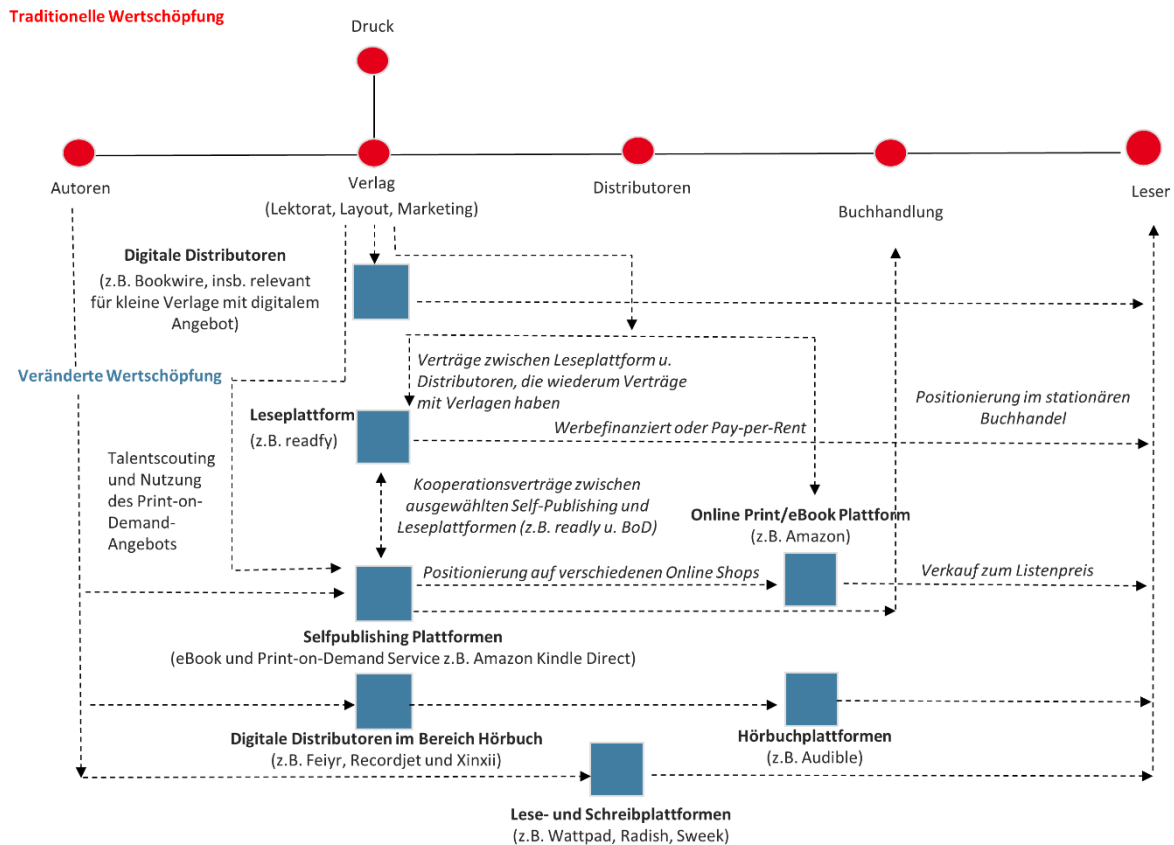 Traditionelle Wertschöpfung
Druck
Autoren
Verlag
(Lektorat, Layout, Marketing)
Distributoren
Buchhandlung
Leser
Digitale Distributoren
(z.B. Bookwire, insb. relevant
für kleine Verlage mit digitalem
Angebot)
Veränderte Wertschöpfung
Verträge zwischen Leseplattform u.
Distributoren, die wiederum Verträge
mit Verlagen haben
Leseplattform
(z.B. readfy)
Werbefinanziert oder Pay-per-Rent
Positionierung im stationären
Buchhandel
Talentscouting
und Nutzung
des Print-on-
Demand-
Angebots
Kooperationsverträge zwischen
ausgewählten Self-Publishing und
Leseplattformen (z.B. readly u. BoD)
Online Print/eBook Plattform
(z.B. Amazon)
Positionierung auf verschiedenen Online Shops
Verkauf zum Listenpreis
Selfpublishing Plattformen
(eBook und Print-on-Demand Service z.B. Amazon Kindle Direct)
Digitale Distributoren im Bereich Hörbuch
(z.B. Feiyr, Recordjet und Xinxii)
Hörbuchplattformen
(z.B. Audible)
Lese- und Schreibplattformen
(z.B. Wattpad, Radish, Sweek)